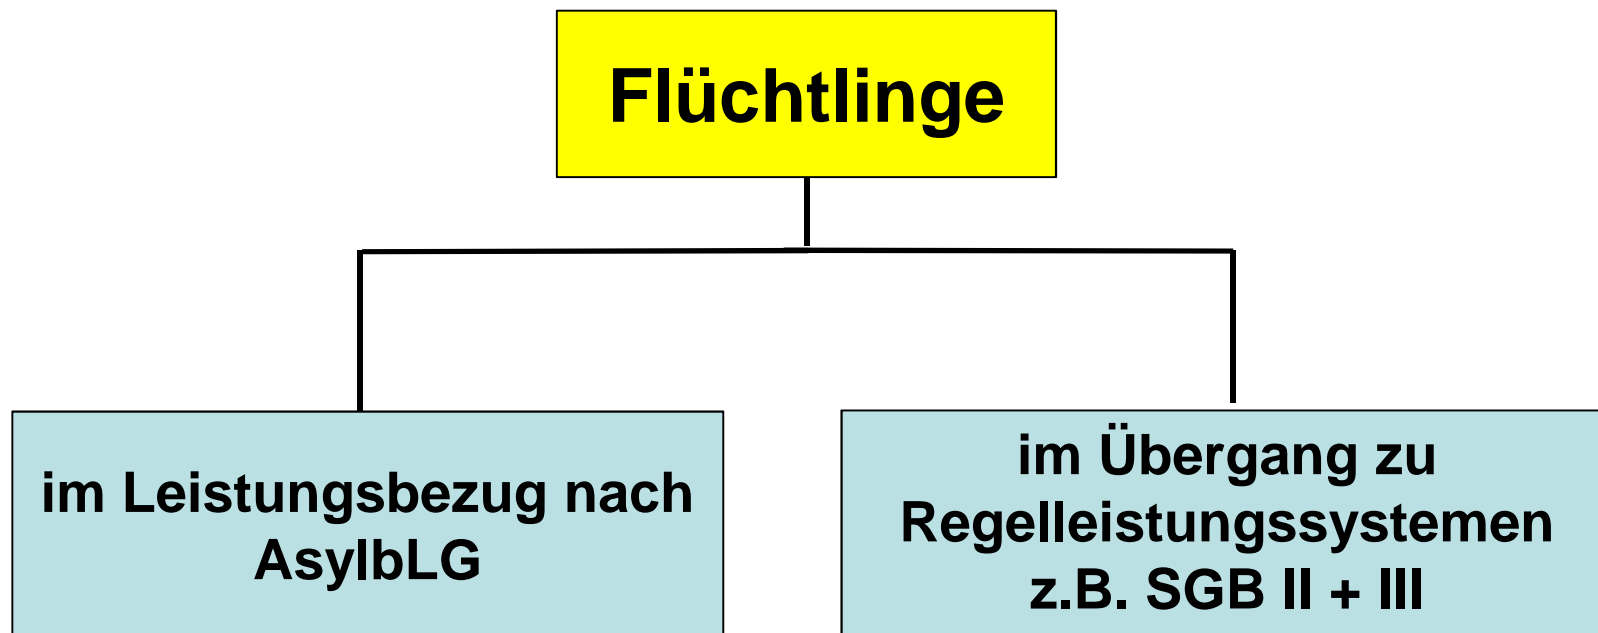 Flüchtlinge
im Leistungsbezug nach
AsylbLG
im Übergang zu
Regelleistungssystemen
z.B. SGB II + III